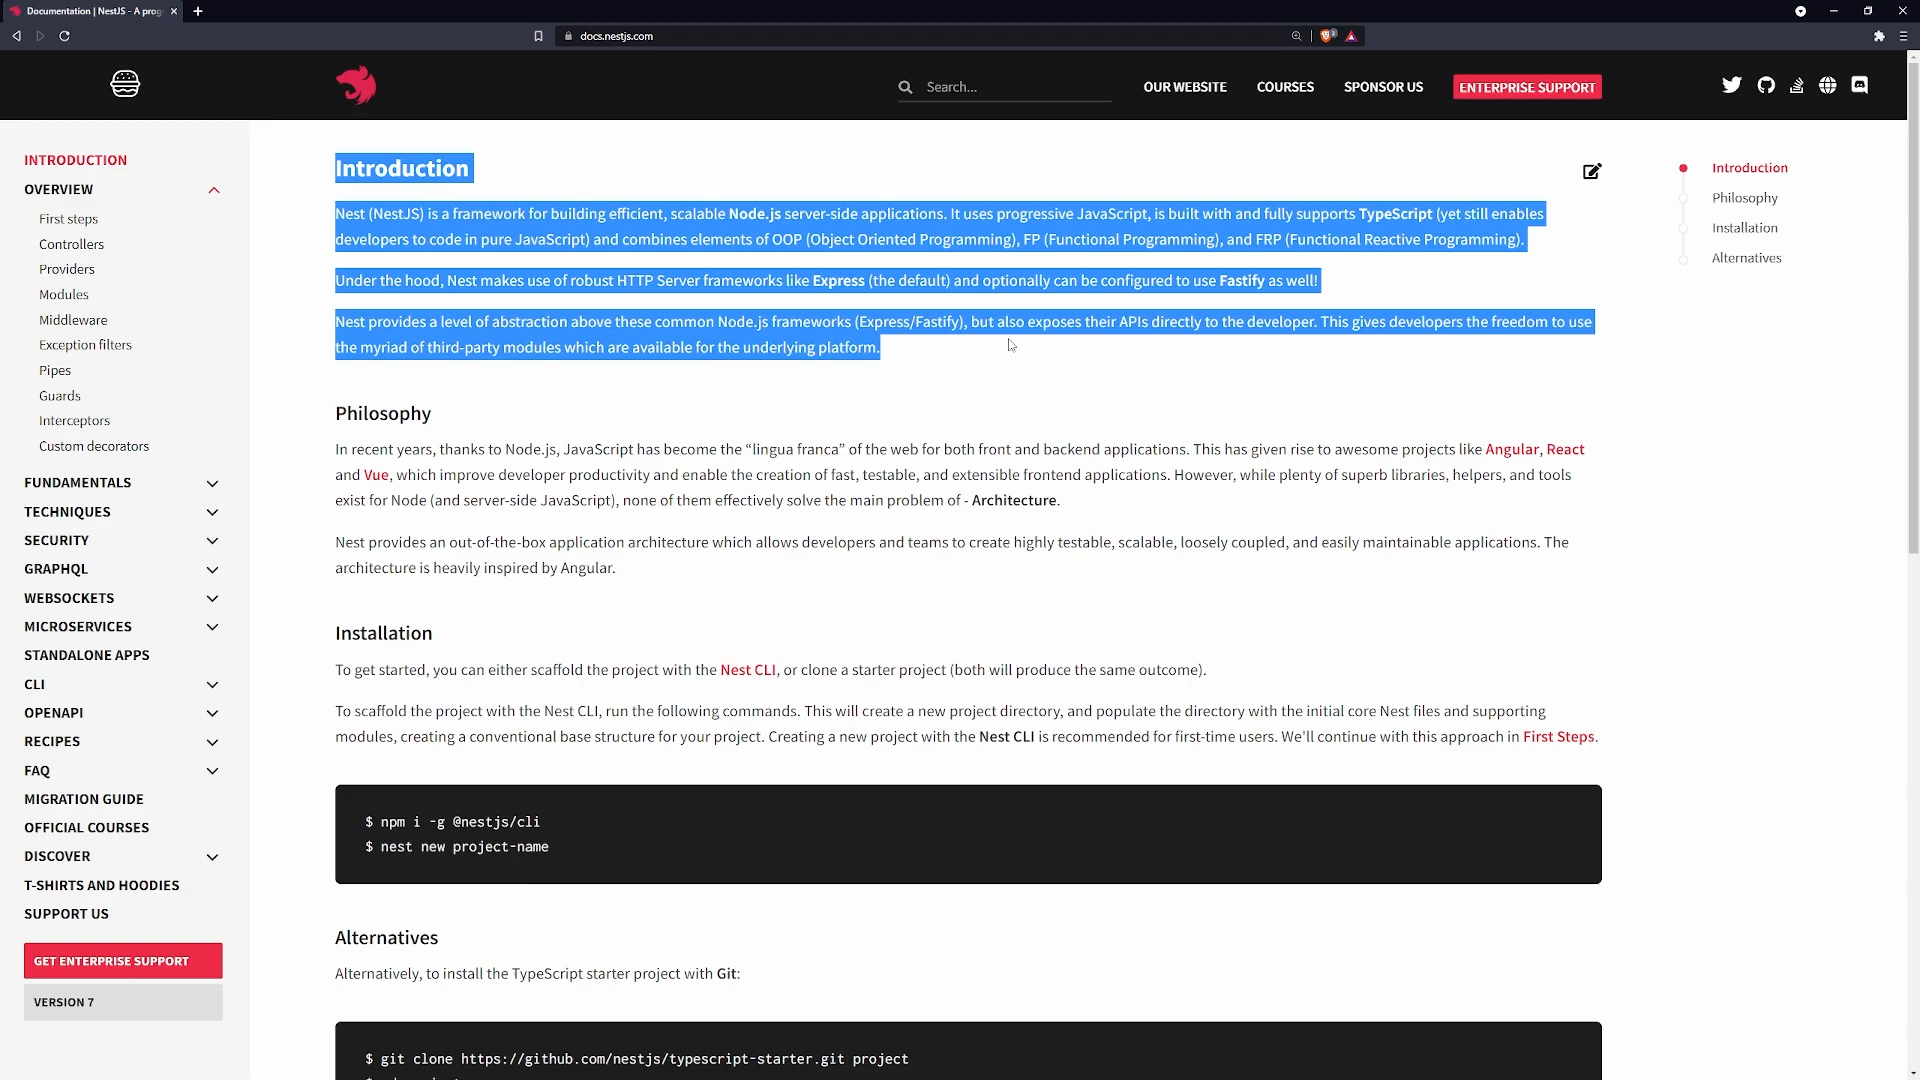 Documentation | NestJS - A prog
docs.nestjs.com
Search...
OUR WEBSITE
COURSES
SPONSOR US
ENTERPRISE SUPPORT
INTRODUCTION
OVERVIEW
First steps
Controllers
Providers
Modules
Middleware
Exception filters
Pipes
Guards
Interceptors
Custom decorators
FUNDAMENTALS
TECHNIQUES
SECURITY
GRAPHQL
WEBSOCKETS
MICROSERVICES
STANDALONE APPS
CLI
OPENAPI
RECIPES
FAQ
MIGRATION GUIDE
OFFICIAL COURSES
DISCOVER
T-SHIRTS AND HOODIES
SUPPORT US
GET ENTERPRISE SUPPORT
VERSION 7
Introduction
Nest (NestJS) is a framework for building efficient, scalable Node.js server-side applications. It uses progressive JavaScript, is built with and fully supports TypeScript (yet still enables
developers to code in pure JavaScript) and combines elements of OOP (Object Oriented Programming), FP (Functional Programming), and FRP (Functional Reactive Programming).
Under the hood, Nest makes use of robust HTTP Server frameworks like Express (the default) and optionally can be configured to use Fastify as well!
Nest provides a level of abstraction above these common Node.js frameworks (Express/Fastify), but also exposes their APIs directly to the developer. This gives developers the freedom to use
the myriad of third-party modules which are available for the underlying platform.
Philosophy
In recent years, thanks to Node.js, JavaScript has become the “lingua franca” of the web for both front and backend applications. This has given rise to awesome projects like Angular, React
and Vue, which improve developer productivity and enable the creation of fast, testable, and extensible frontend applications. However, while plenty of superb libraries, helpers, and tools
exist for Node (and server-side JavaScript), none of them effectively solve the main problem of - Architecture.
Nest provides an out-of-the-box application architecture which allows developers and teams to create highly testable, scalable, loosely coupled, and easily maintainable applications. The
architecture is heavily inspired by Angular.
Installation
To get started, you can either scaffold the project with the Nest CLI, or clone a starter project (both will produce the same outcome).
To scaffold the project with the Nest CLI, run the following commands. This will create a new project directory, and populate the directory with the initial core Nest files and supporting
modules, creating a conventional base structure for your project. Creating a new project with the Nest CLI is recommended for first-time users. We'll continue with this approach in First Steps.
$ npm i -g @nestjs/cli
$ nest new project-name
Alternatives
Alternatively, to install the TypeScript starter project with Git:
$ git clone https://github.com/nestjs/typescript-starter.git project
Introduction
Philosophy
Installation
Alternatives